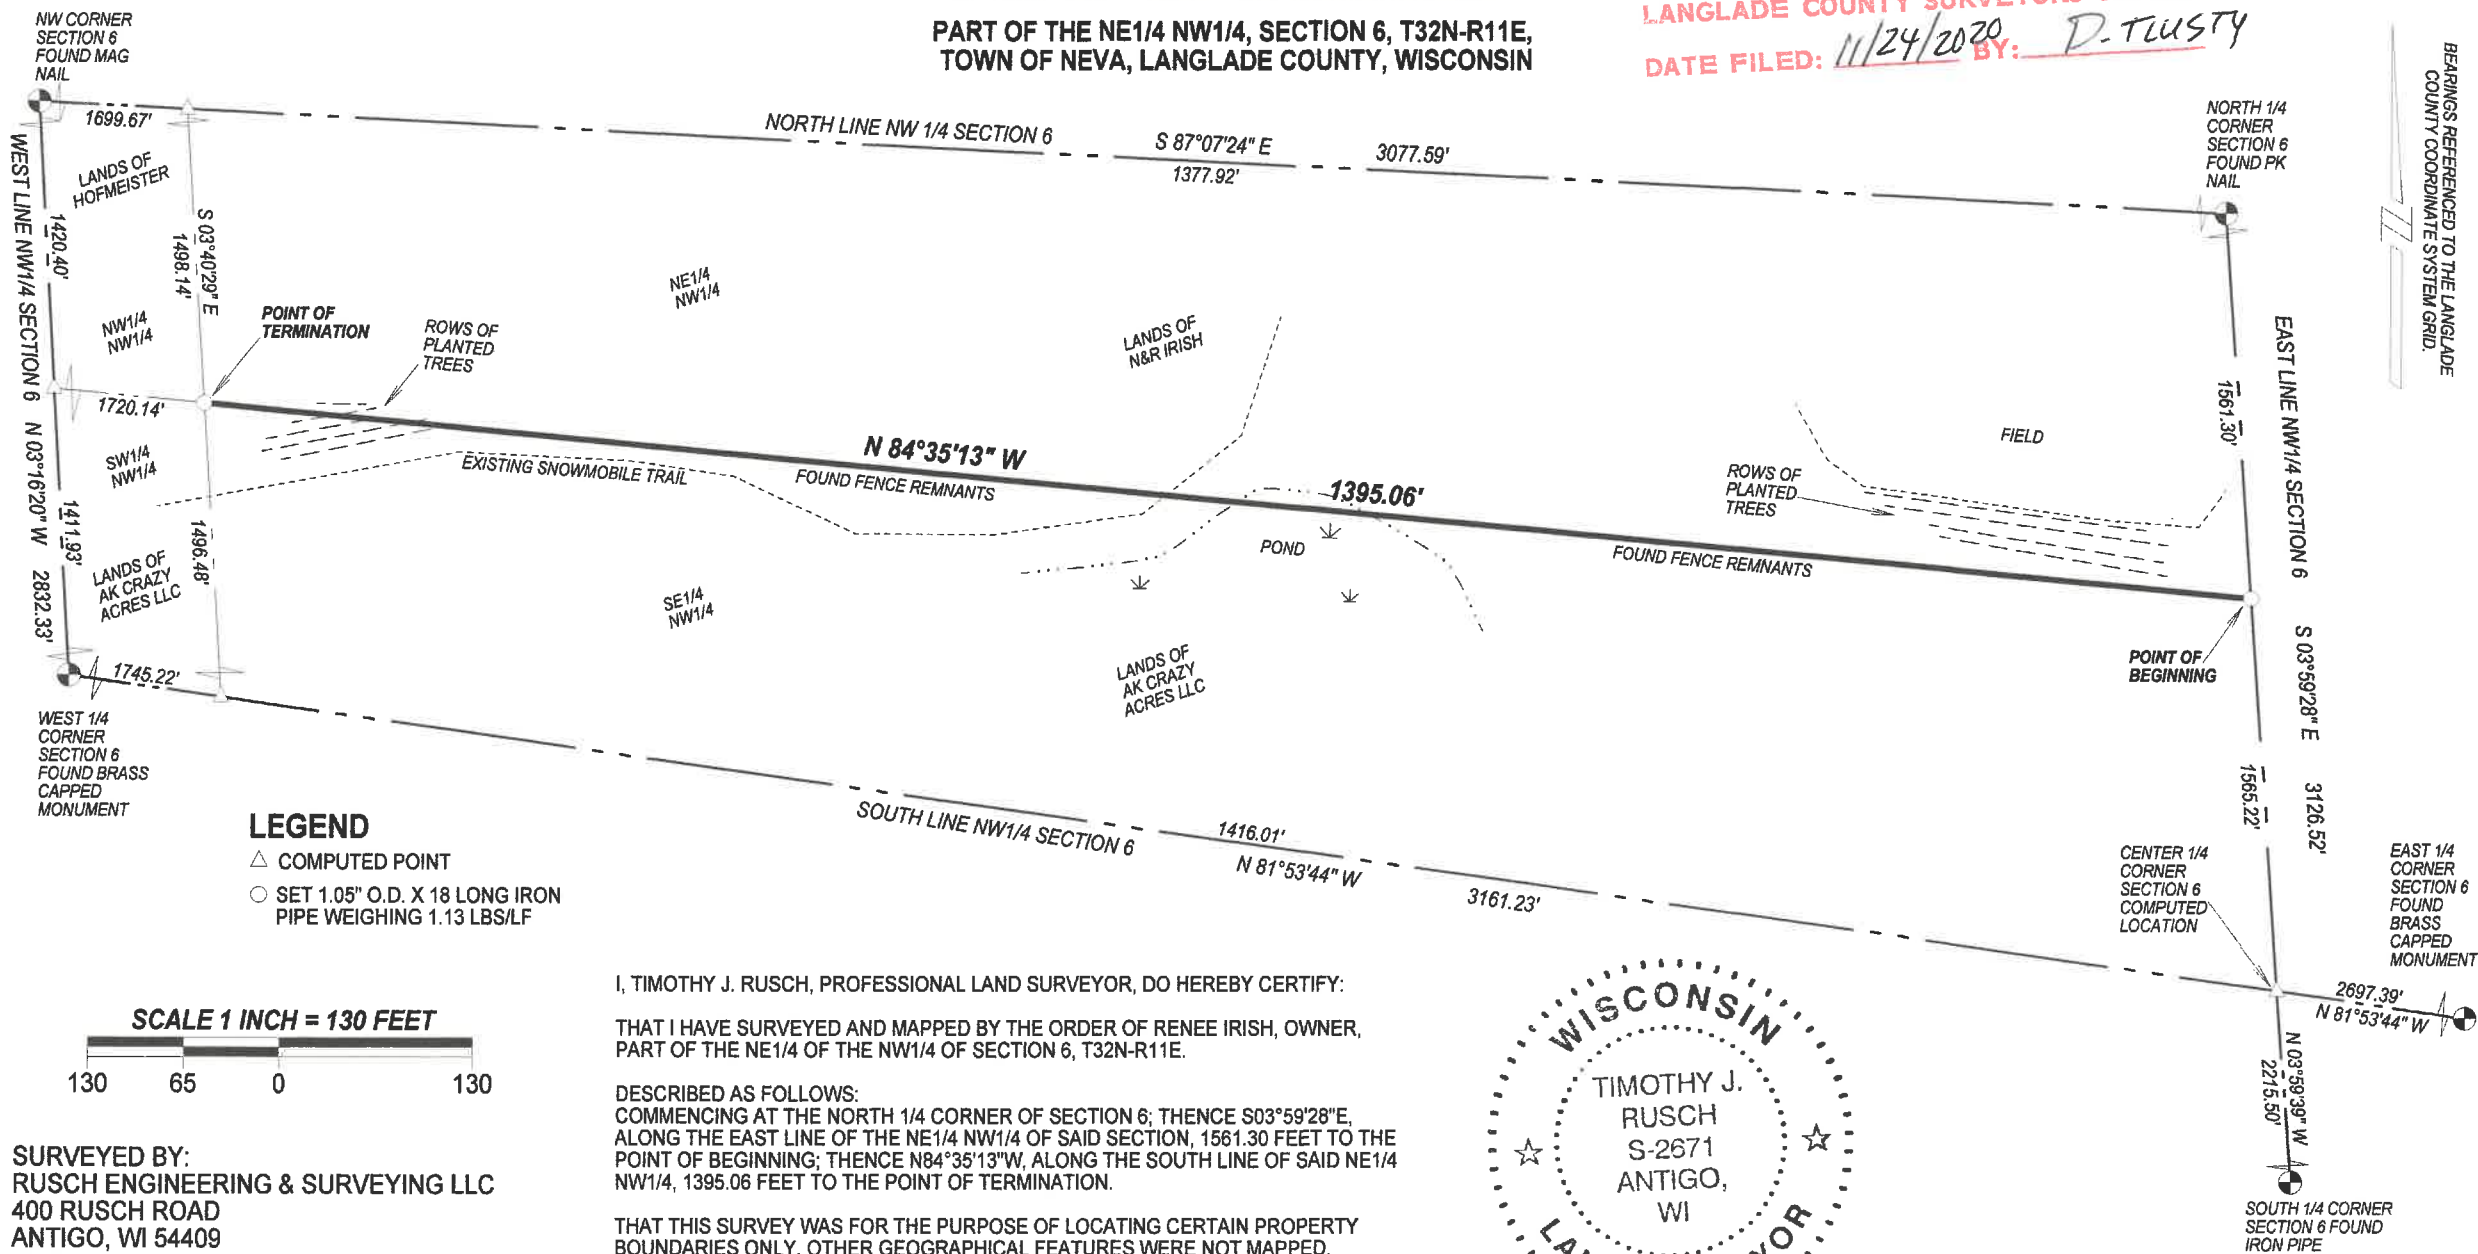 PART OF THE NE1/4 NW1/4, SECTION 6, T32N-R11E,
TOWN OF NEVA, LANGLADE COUNTY, WISCONSIN
LANGLADE COUNTY
DATE FILED: 11/24/2020 BY: D. TLUSTY
NW CORNER
SECTION 6
FOUND MAG
NAIL
1699.67'
NORTH LINE NW 1/4 SECTION 6
S 87°07'24" E
3077.59'
1377.92'
NORTH 1/4
CORNER
SECTION 6
FOUND PK
NAIL
BEARINGS REFERENCED TO THE LANGLADE
COUNTY COORDINATE SYSTEM GRID.
N
WEST LINE NW1/4 SECTION 6 N 03°16'20" W 2832.33'
1420.40'
1411.93'
LANDS OF
HOFMEISTER
S 03°40'29" E
1498.14'
NW1/4
NW1/4
POINT OF
TERMINATION
ROWS OF
PLANTED
TREES
NE1/4
NW1/4
LANDS OF
N&R IRISH
1720.14'
SW1/4
NW1/4
1496.48'
LANDS OF
AK CRAZY
ACRES LLC
EXISTING SNOWMOBILE TRAIL
N 84°35'13" W
FOUND FENCE REMNANTS
1395.06'
POND
FOUND FENCE REMNANTS
ROWS OF
PLANTED
TREES
FIELD
EAST LINE NW1/4 SECTION 6 S 03°59'28" E 3126.52'
1561.30'
1565.22'
SE1/4
NW1/4
LANDS OF
AK CRAZY
ACRES LLC
POINT OF
BEGINNING
1745.22'
WEST 1/4
CORNER
SECTION 6
FOUND BRASS
CAPPED
MONUMENT
SOUTH LINE NW1/4 SECTION 6
1416.01'
N 81°53'44" W
3161.23'
CENTER 1/4
CORNER
SECTION 6
COMPUTED
LOCATION
EAST 1/4
CORNER
SECTION 6
FOUND
BRASS
CAPPED
MONUMENT
2697.39'
N 81°53'44" W
N 03°59'39" W
2215.50'
SOUTH 1/4 CORNER
SECTION 6 FOUND
IRON PIPE
LEGEND
△ COMPUTED POINT
○ SET 1.05" O.D. X 18 LONG IRON
PIPE WEIGHING 1.13 LBS/LF
SCALE 1 INCH = 130 FEET
130 65 0 130
SURVEYED BY:
RUSCH ENGINEERING & SURVEYING LLC
400 RUSCH ROAD
ANTIGO, WI 54409
I, TIMOTHY J. RUSCH, PROFESSIONAL LAND SURVEYOR, DO HEREBY CERTIFY:
THAT I HAVE SURVEYED AND MAPPED BY THE ORDER OF RENEE IRISH, OWNER,
PART OF THE NE1/4 OF THE NW1/4 OF SECTION 6, T32N-R11E.
DESCRIBED AS FOLLOWS:
COMMENCING AT THE NORTH 1/4 CORNER OF SECTION 6; THENCE S03°59'28"E,
ALONG THE EAST LINE OF THE NE1/4 NW1/4 OF SAID SECTION, 1561.30 FEET TO THE
POINT OF BEGINNING; THENCE N84°35'13"W, ALONG THE SOUTH LINE OF SAID NE1/4
NW1/4, 1395.06 FEET TO THE POINT OF TERMINATION.
THAT THIS SURVEY WAS FOR THE PURPOSE OF LOCATING CERTAIN PROPERTY
BOUNDARIES ONLY. OTHER GEOGRAPHICAL FEATURES WERE NOT MAPPED.
WISCONSIN
TIMOTHY J.
RUSCH
S-2671
ANTIGO,
WI